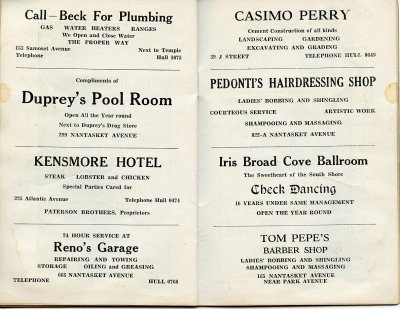 Call—Beck For Plumbing
GAS WATER HEATERS RANGES
We Open and Close Water
THE PROPER WAY
153 Samoset Avenue Next to Temple
Telephone Hull 1075
Compliments of
Duprey's Pool Room
Open All the Year round
Next to Duprey's Drug Store
299 NANTASKET AVENUE
KENSMORE HOTEL
STEAK LOBSTER and CHICKEN
Special Parties Cared for
225 Atlantic Avenue Telephone Hull 0474
PATERSON BROTHERS, Proprietors
24 HOUR SERVICE AT
Reno's Garage
REPAIRING AND TOWING
STORAGE OILING and GREASING
666 NANTASKET AVENUE
TELEPHONE HULL 0768
CASIMO PERRY
Cement Construction of all kinds
LANDSCAPING GARDENING
EXCAVATING AND GRADING
39 J STREET TELEPHONE HULL 0649
PEDONTI'S HAIRDRESSING SHOP
LADIES' BOBBING AND SHINGLING
COURTEOUS SERVICE ARTISTIC WORK
SHAMPOOING AND MASSAGING
823-A NANTASKET AVENUE
Iris Broad Cove Ballroom
The Sweetheart of the South Shore
Check Dancing
10 YEARS UNDER SAME MANAGEMENT
OPEN THE YEAR ROUND
TOM PEPE'S
BARBER SHOP
LADIES' BOBBING AND SHINGLING
SHAMPOOING AND MASSAGING
165 NANTASKET AVENUE
NEAR PARK AVENUE